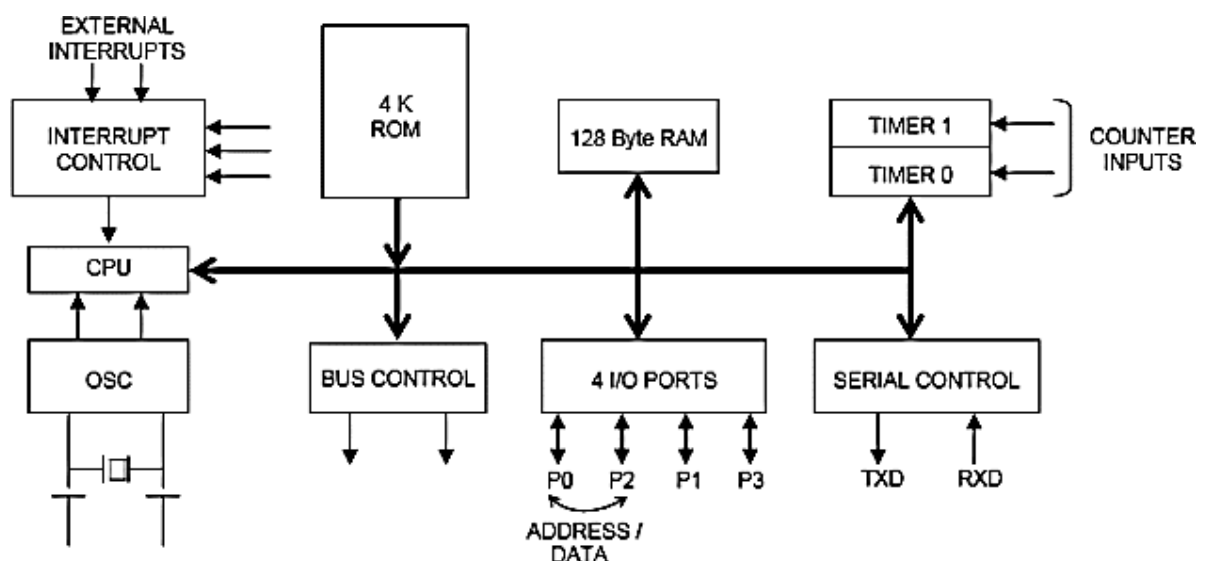 EXTERNAL
INTERRUPTS
INTERRUPT
CONTROL
4 K
ROM
128 Byte RAM
TIMER 1
TIMER 0
COUNTER
INPUTS
CPU
OSC
BUS CONTROL
4 I/O PORTS
SERIAL CONTROL
P0 P2 P1 P3
TXD RXD
ADDRESS /
DATA